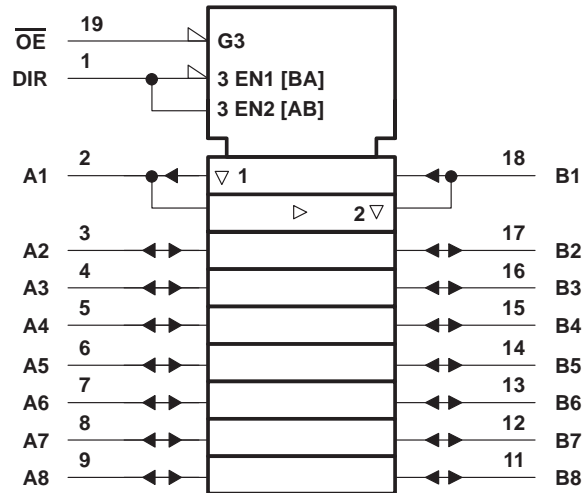 OE 19 G3
DIR 1 3 EN1 [BA]
3 EN2 [AB]
A1 2 1 18 B1
2
A2 3 17 B2
A3 4 16 B3
A4 5 15 B4
A5 6 14 B5
A6 7 13 B6
A7 8 12 B7
A8 9 11 B8